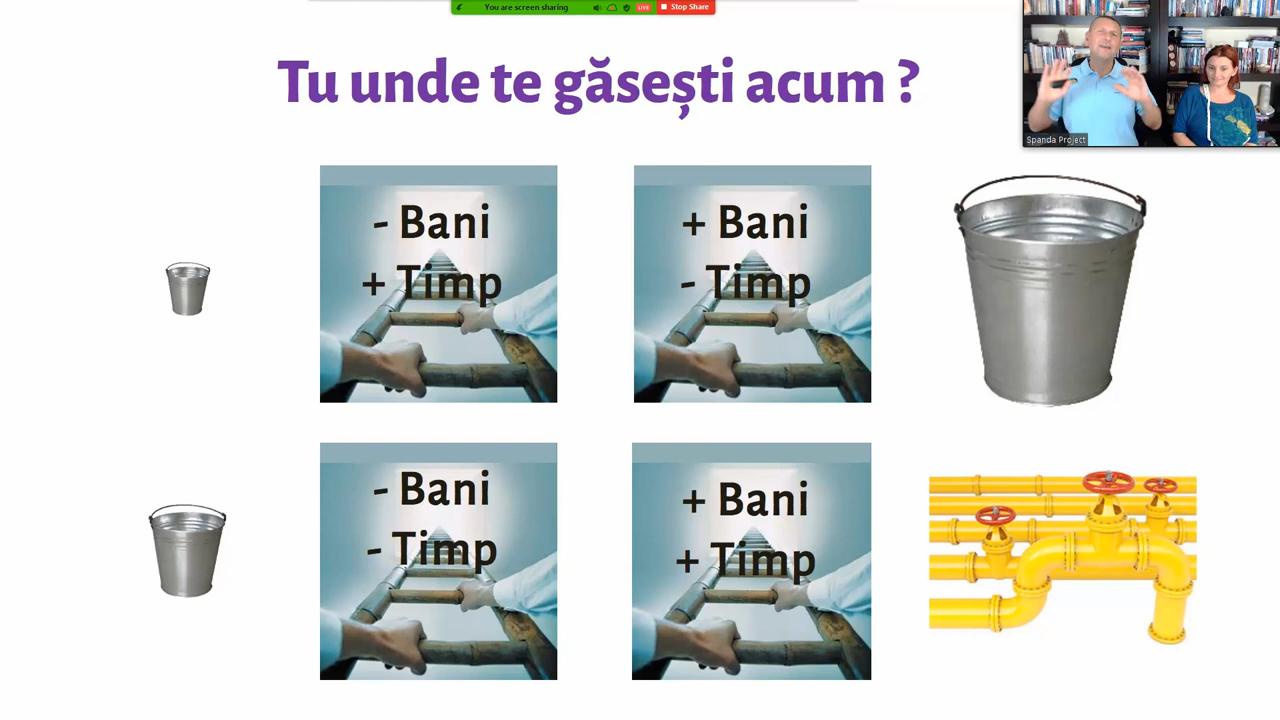 You are screen sharing
LIVE
Stop Share
Tu unde te găsești acum ?
Spanda Project
- Bani
+ Timp
+ Bani
- Timp
- Bani
- Timp
+ Bani
+ Timp